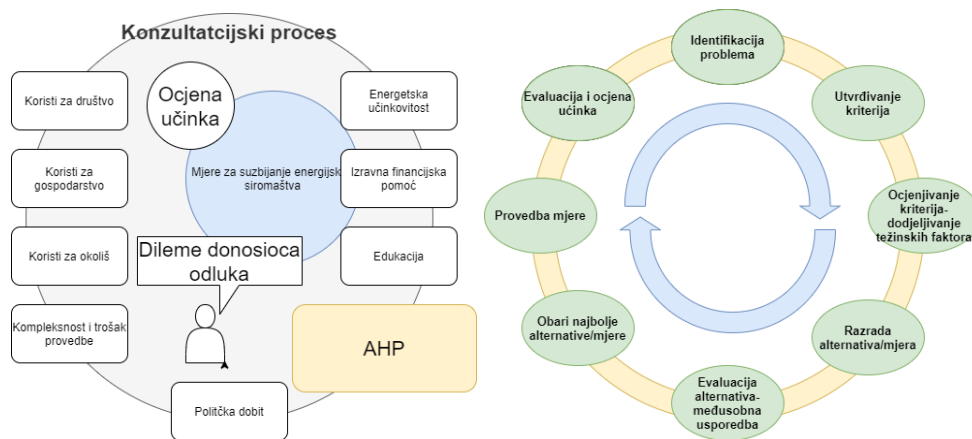 Konzultatcijski proces
Koristi za društvo
Ocjena
učinka
Energetska
učinkovitost
Koristi za
gospodarstvo
Mjere za suzbijanje energijsk
siromaštva
Izravna financijska
pomoć
Koristi za okoliš
Dileme donosioca
odluka
Edukacija
Kompleksnost i trošak
provedbe
AHP
Politčka dobit
Identifikacija
problema
Utvrđivanje
kriterija
Ocjenjivanje
kriterija-
dodjeljivanje
težinskih faktora
Razrada
alternativa/mjera
Evaluacija
alternativa-
međusobna
usporedba
Obari najbolje
alternative/mjere
Provedba mjere
Evaluacija i ocjena
ućinka